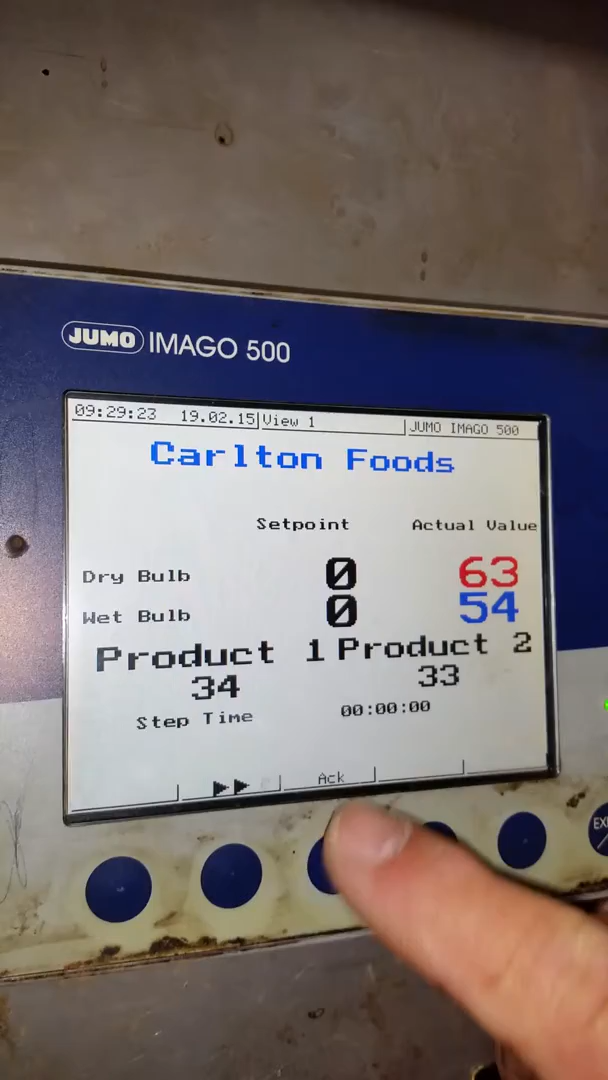 JUMO IMAGO 500
09:29:23 19.02.15 View 1 JUMO IMAGO 500
Carlton Foods
Setpoint Actual Value
Dry Bulb 0 63
Wet Bulb 0 54
Product 1 Product 2
34 33
Step Time 00:00:00
Ack